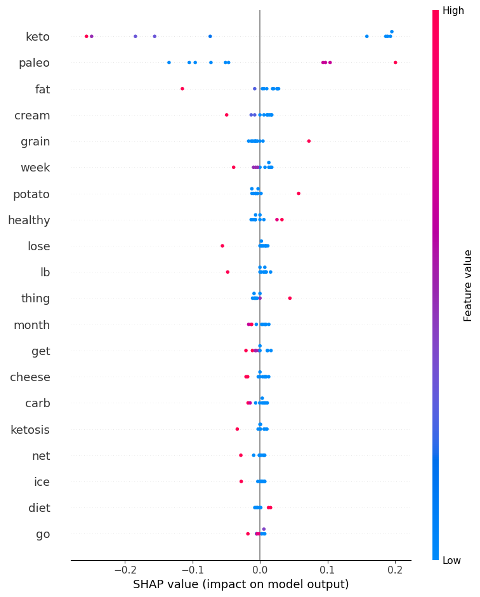 High
keto
paleo
fat
cream
grain
week
potato
healthy
lose
lb
thing
month
get
cheese
carb
ketosis
net
ice
diet
go
Feature value
Low
−0.2 −0.1 0.0 0.1 0.2
SHAP value (impact on model output)